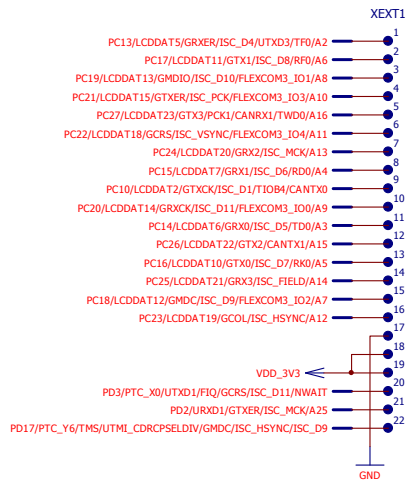 XEXT1
PC13/LCDDAT5/GRXER/ISC_D4/UTXD3/TF0/A2 1
PC17/LCDDAT11/GTX1/ISC_D8/RF0/A6 2
PC19/LCDDAT13/GMDIO/ISC_D10/FLEXCOM3_IO1/A8 3
PC21/LCDDAT15/GTXER/ISC_PCK/FLEXCOM3_IO3/A10 4
PC27/LCDDAT23/GTX3/PCK1/CANRX1/TWD0/A16 5
PC22/LCDDAT18/GCRS/ISC_VSYNC/FLEXCOM3_IO4/A11 6
PC24/LCDDAT20/GRX2/ISC_MCK/A13 7
PC15/LCDDAT7/GRX1/ISC_D6/RD0/A4 8
PC10/LCDDAT2/GTXCK/ISC_D1/TIOB4/CANTX0 9
PC20/LCDDAT14/GRXCK/ISC_D11/FLEXCOM3_IO0/A9 10
PC14/LCDDAT6/GRX0/ISC_D5/TD0/A3 11
PC26/LCDDAT22/GTX2/CANTX1/A15 12
PC16/LCDDAT10/GTX0/ISC_D7/RK0/A5 13
PC25/LCDDAT21/GRX3/ISC_FIELD/A14 14
PC18/LCDDAT12/GMDC/ISC_D9/FLEXCOM3_IO2/A7 15
PC23/LCDDAT19/GCOL/ISC_HSYNC/A12 16
17
18
VDD_3V3 19
PD3/PTC_X0/UTXD1/FIQ/GCRS/ISC_D11/NWAIT 20
PD2/URXD1/GTXER/ISC_MCK/A25 21
PD17/PTC_Y6/TMS/UTMI_CDRCPSELDIV/GMDC/ISC_HSYNC/ISC_D9 22
GND